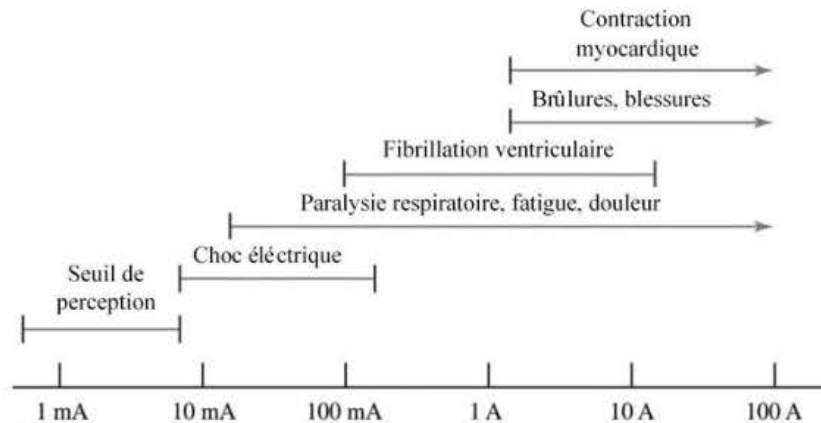 Contraction
myocardique
Brûlures, blessures
Fibrillation ventriculaire
Paralysie respiratoire, fatigue, douleur
Choc éléctrique
Seuil de
perception
1 mA 10 mA 100 mA 1 A 10 A 100 A